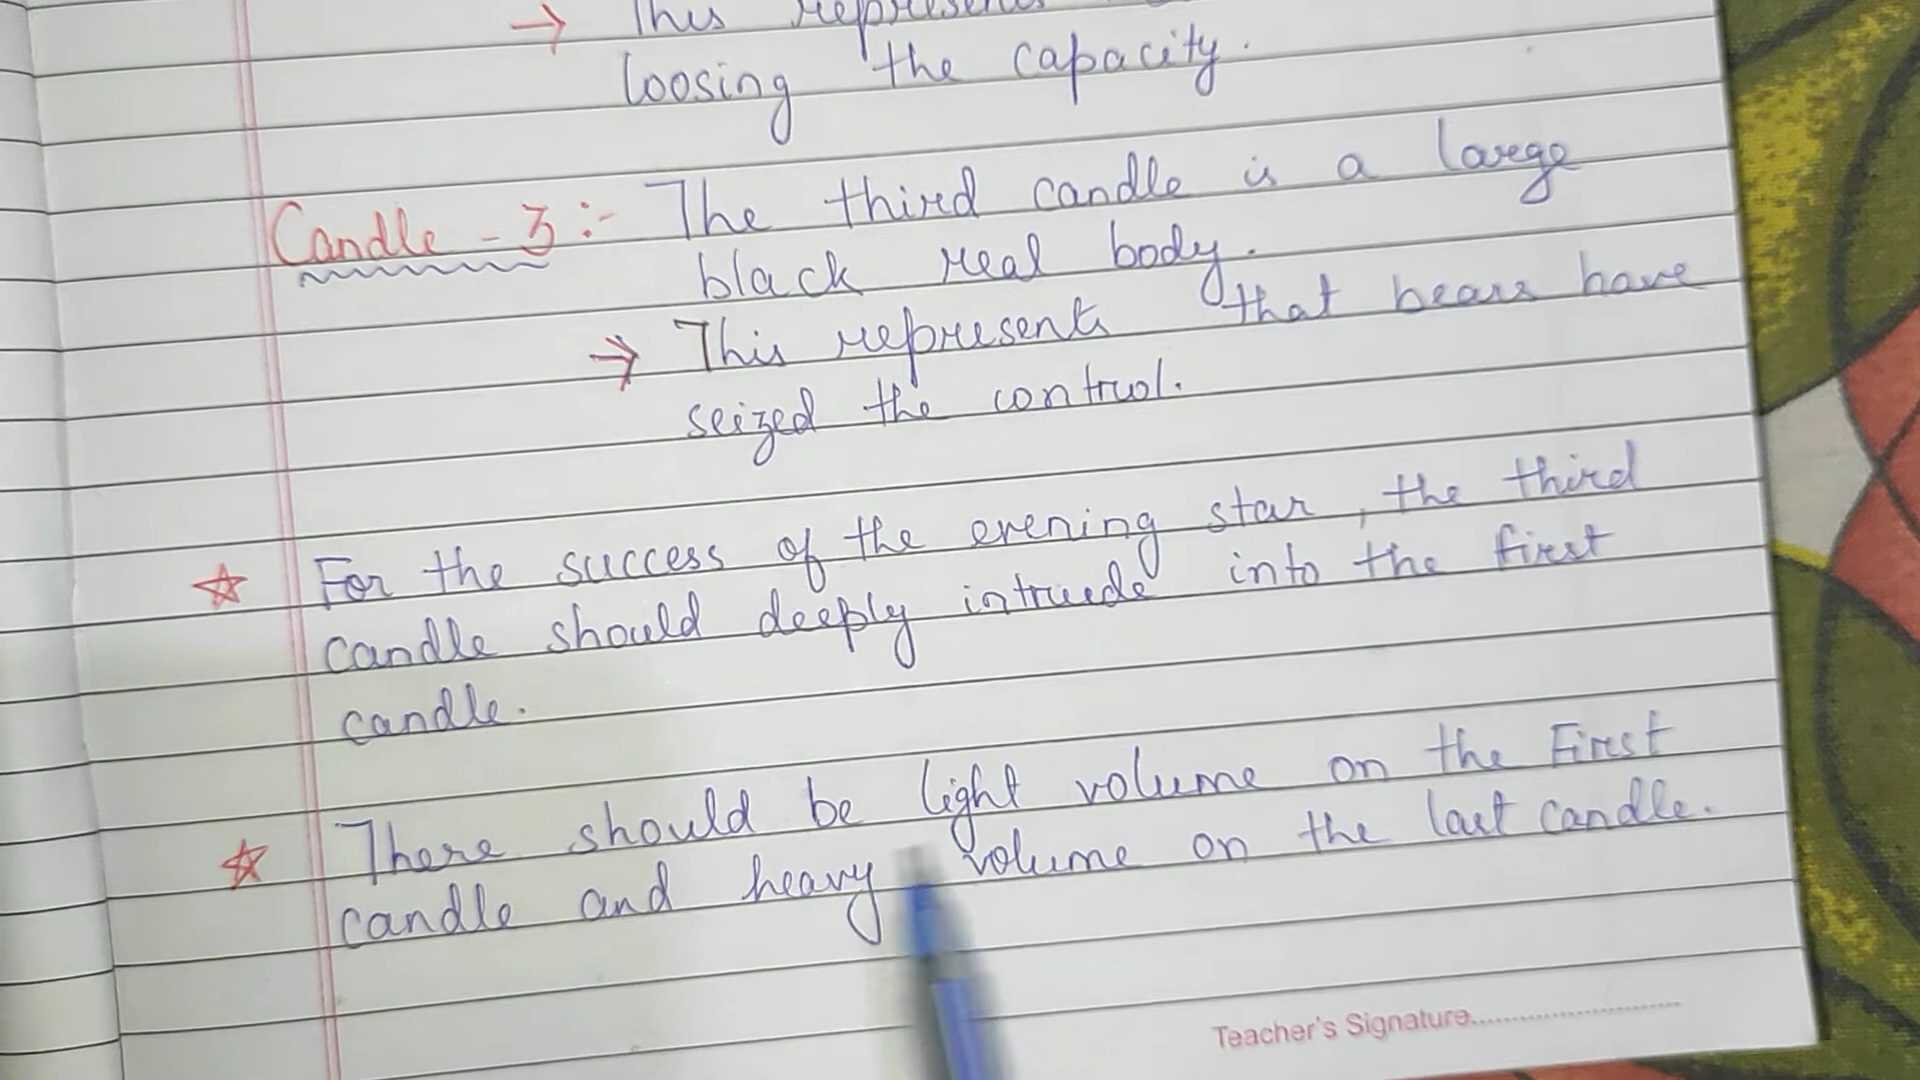 → This represents
loosing the capacity.
Candle - 3 :- The third candle is a large
black real body.
→ This represents that bears have
seized the control.
☆ For the success of the evening star, the third
candle should deeply intrude into the first
candle.
☆ There should be light volume on the First
candle and heavy volume on the last candle.
Teacher's Signature....................